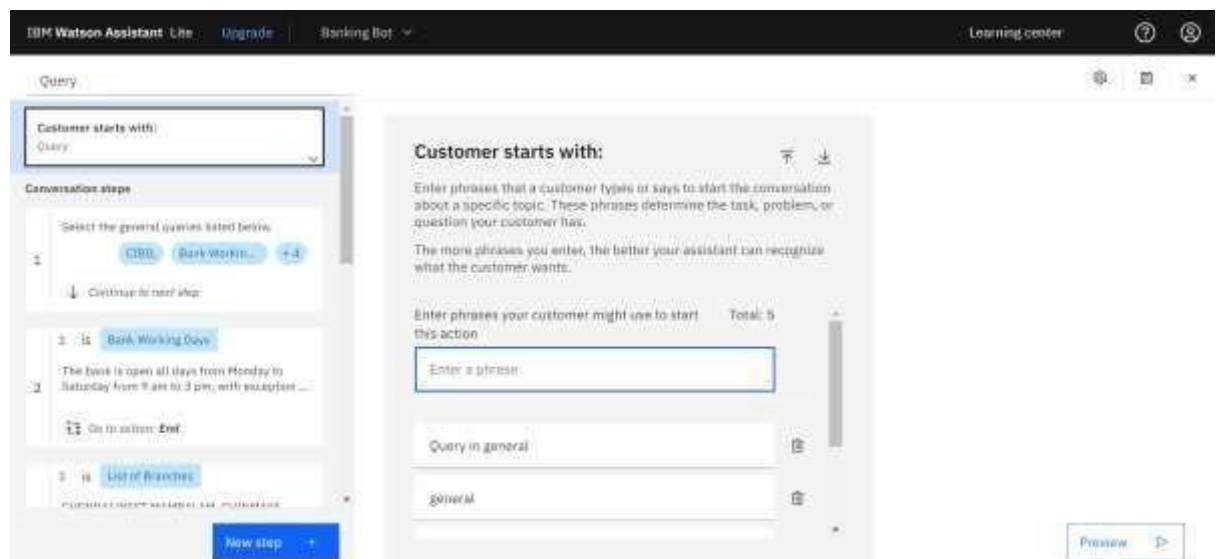 IBM Watson Assistant Lite Upgrade Banking Bot Learning center
Query
Customer starts with:
Query
Conversation steps
Select the general queries listed below.
1
CIBIL Bank Workin... +4
Continue to next step
1 is Bank Working Days
2
The bank is open all days from Monday to
Saturday from 9 am to 3 pm, with exception ...
Go to action: End
1 is List of Branches
New step +
Customer starts with:
Enter phrases that a customer types or says to start the conversation
about a specific topic. These phrases determine the task, problem, or
question your customer has.
The more phrases you enter, the better your assistant can recognize
what the customer wants.
Enter phrases your customer might use to start Total: 5
this action
Enter a phrase
Query in general
general
Preview